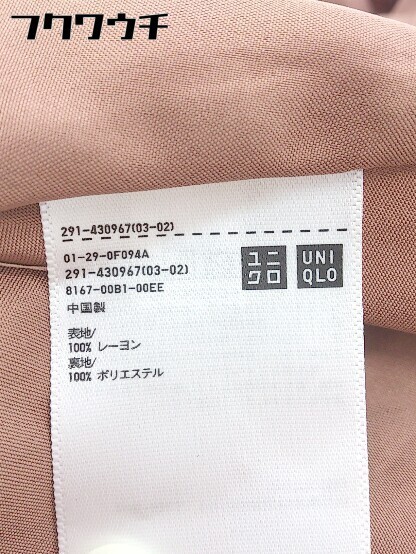 フクワウチ
291-430967(03-02)
01-29-0F094A
291-430967(03-02)
8167-00B1-00EE
中国製
ユニ
クロ
UNI
QLO
表地/
100% レーヨン
裏地/
100% ポリエステル